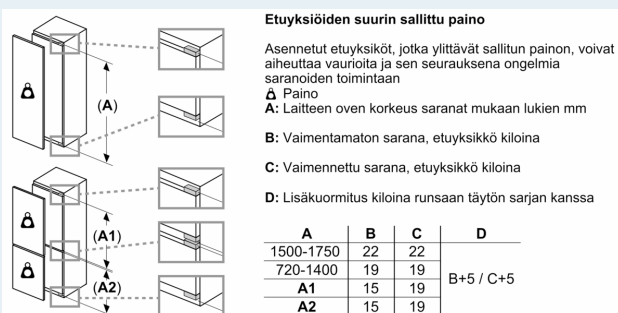 Etuyksiöiden suurin sallittu paino
Asennetut etuyksiköt, jotka ylittävät sallitun painon, voivat
aiheuttaa vaurioita ja sen seurauksena ongelmia
saranoiden toimintaan
Paino
A: Laitteen oven korkeus saranat mukaan lukien mm
B: Vaimentamaton sarana, etuyksikkö kiloina
C: Vaimennettu sarana, etuyksikkö kiloina
D: Lisäkuormitus kiloina runsaan täytön sarjan kanssa
A B C D
1500-1750 22 22
720-1400 19 19
B+5 / C+5
A1 15 19
A2 15 19
(A)
(A1)
(A2)